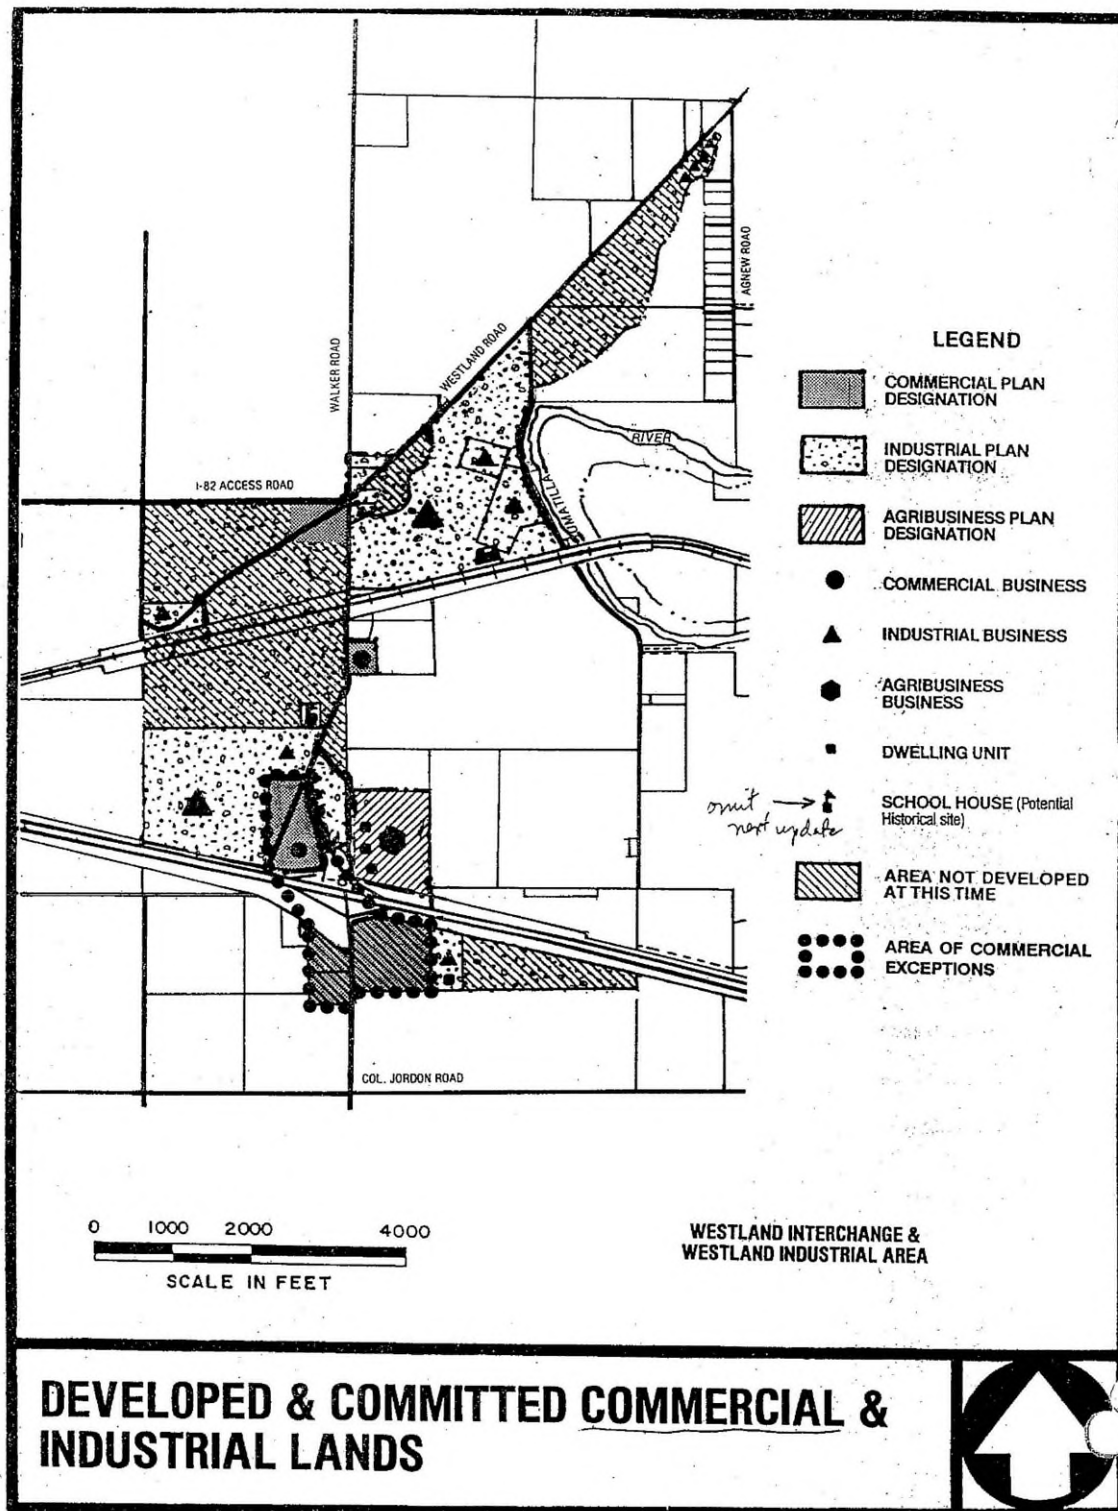 WALKER ROAD
WESTLAND ROAD
AGNEW ROAD
I-82 ACCESS ROAD
UMATILLA
RIVER
COL. JORDON ROAD
LEGEND
COMMERCIAL PLAN
DESIGNATION
INDUSTRIAL PLAN
DESIGNATION
AGRIBUSINESS PLAN
DESIGNATION
COMMERCIAL BUSINESS
INDUSTRIAL BUSINESS
AGRIBUSINESS
BUSINESS
DWELLING UNIT
omit
next update
SCHOOL HOUSE (Potential
Historical site)
AREA NOT DEVELOPED
AT THIS TIME
AREA OF COMMERCIAL
EXCEPTIONS
0 1000 2000 4000
SCALE IN FEET
WESTLAND INTERCHANGE &
WESTLAND INDUSTRIAL AREA
DEVELOPED & COMMITTED COMMERCIAL &
INDUSTRIAL LANDS